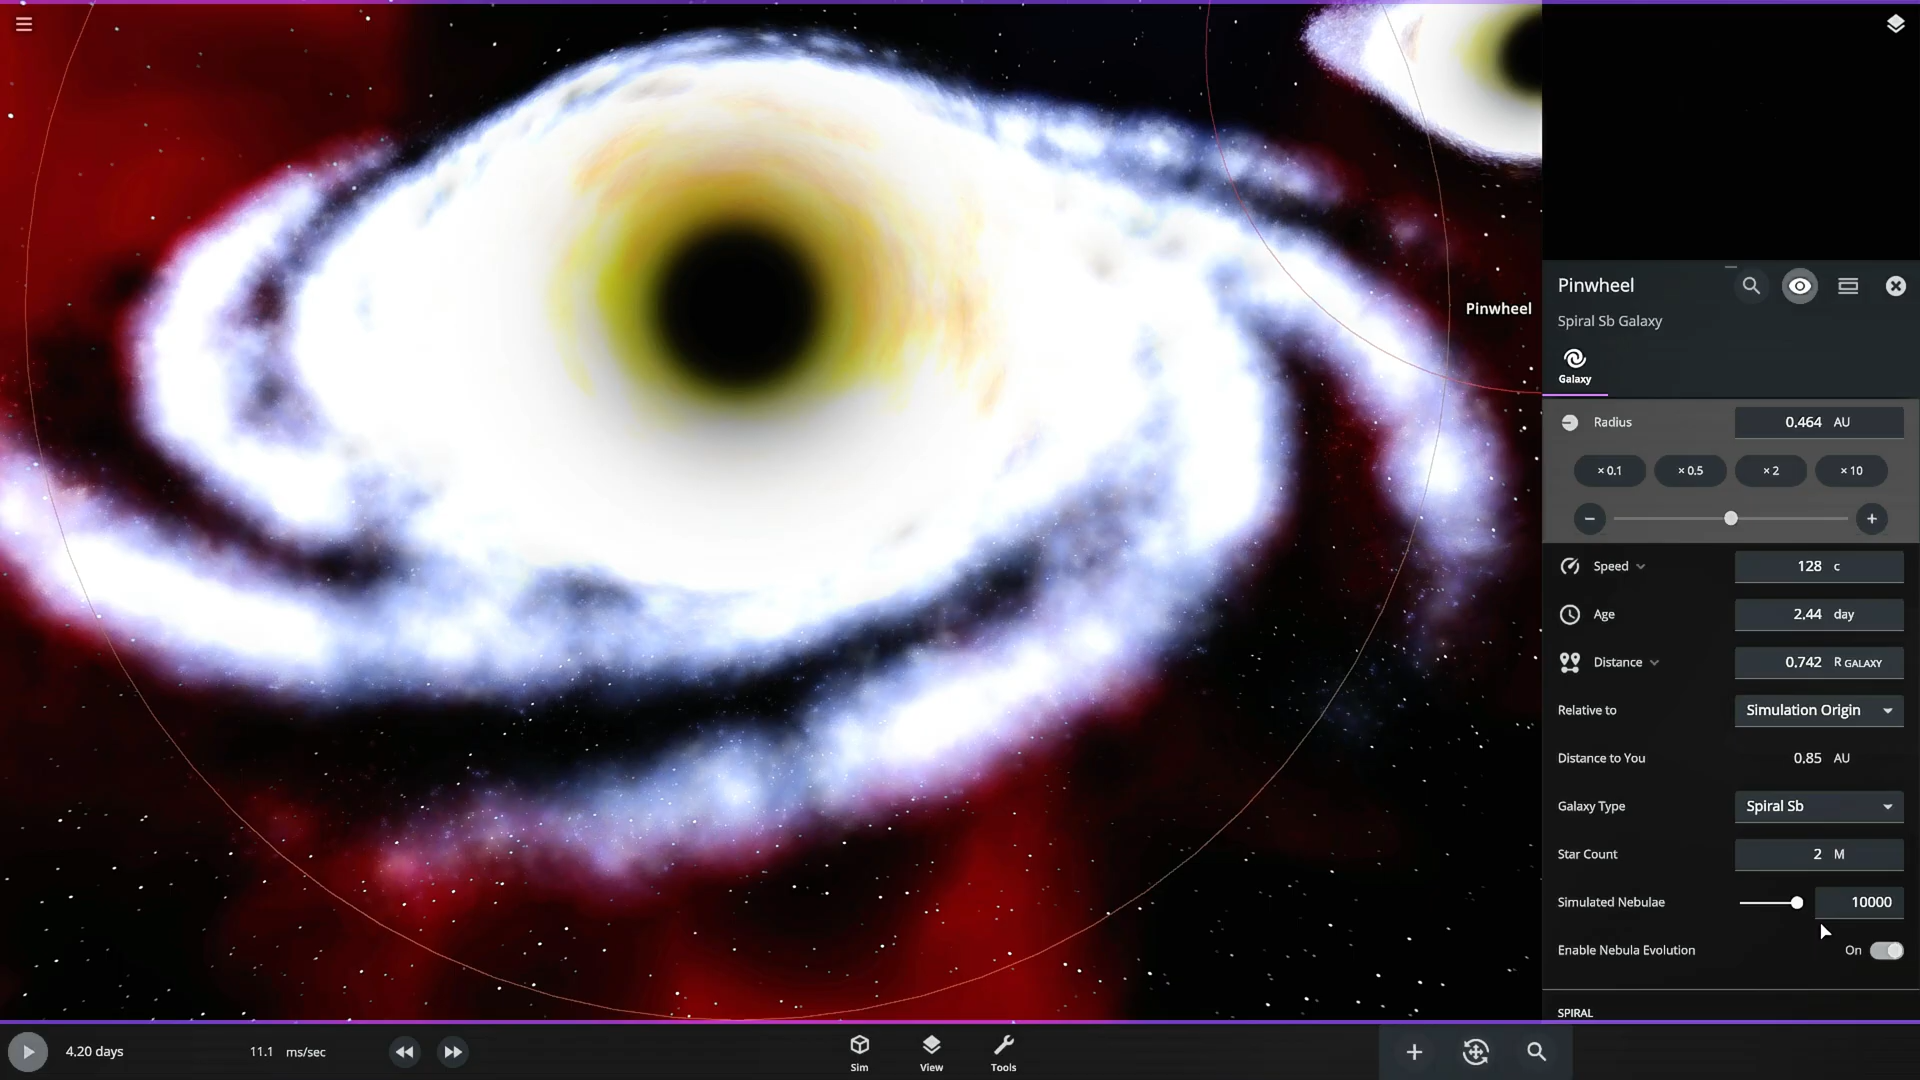 Pinwheel
Pinwheel
Spiral Sb Galaxy
Galaxy
Radius 0.464 AU
× 0.1 × 0.5 × 2 × 10
Speed 128 c
Age 2.44 day
Distance 0.742 R GALAXY
Relative to Simulation Origin
Distance to You 0.85 AU
Galaxy Type Spiral Sb
Star Count 2 M
Simulated Nebulae 10000
Enable Nebula Evolution On
SPIRAL
4.20 days 11.1 ms/sec Sim View Tools